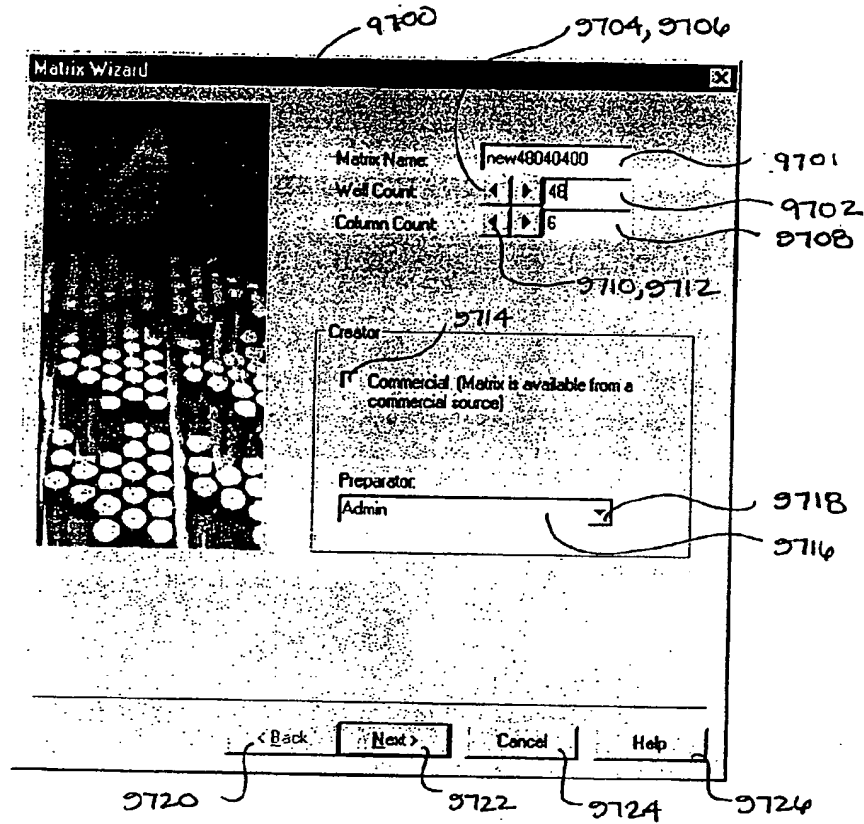 9700
9704, 9706
Matrix Wizard
Matrix Name: new48040400
9701
Well Count: 48
9702
Column Count: 6
9708
9710, 9712
9714
Creator
Commercial. (Matrix is available from a
commercial source)
Preparator:
Admin
9718
9716
< Back
Next >
Cancel
Help
9720
9722
9724
9726